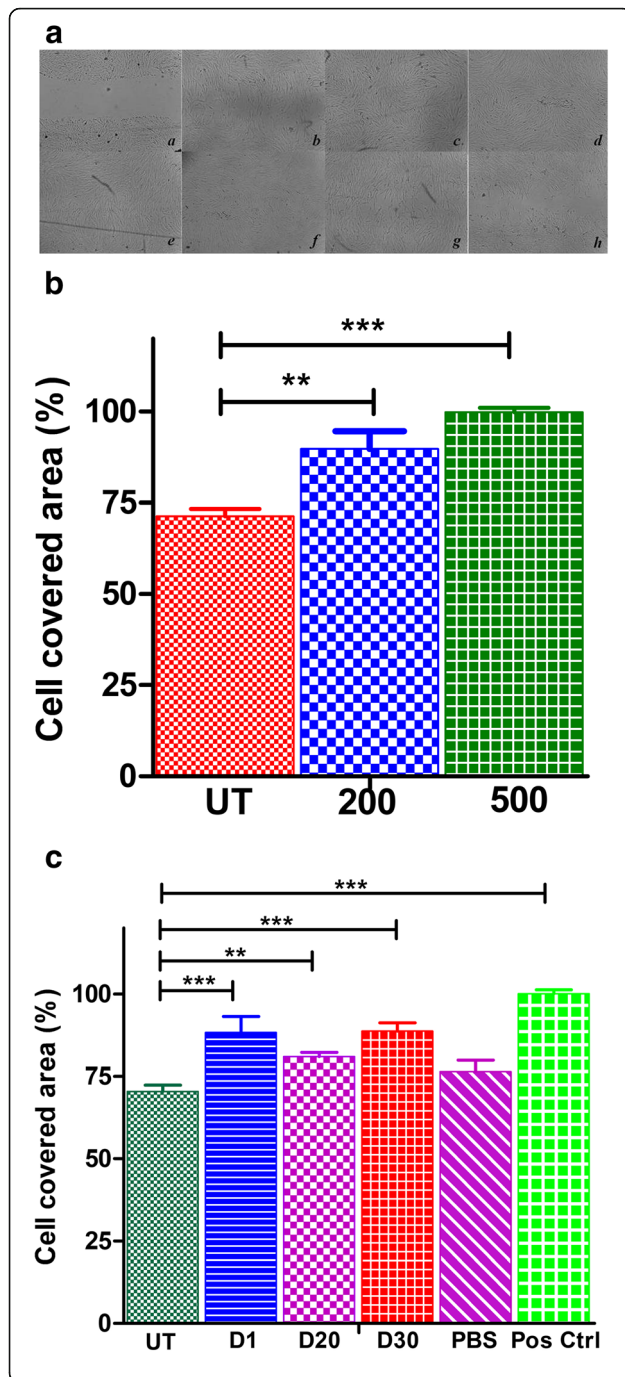 a
a b c d
e f g h
b
***
**
Cell covered area (%)
100
75
50
25
0
UT 200 500
c
***
***
**
***
Cell covered area (%)
100
75
50
25
0
UT D1 D20 D30 PBS Pos Ctrl